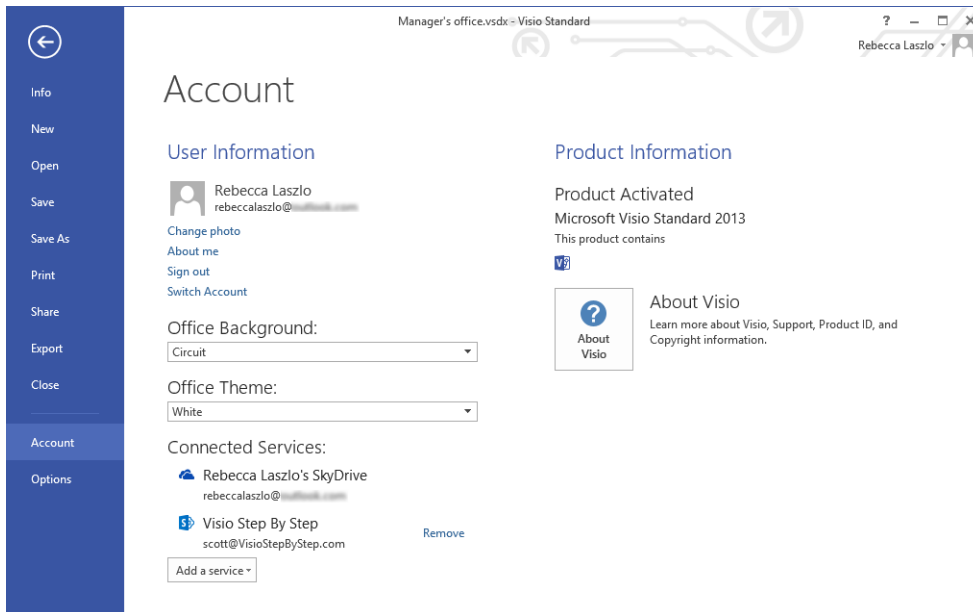 Manager's office.vsdx - Visio Standard
?
Rebecca Laszlo
Info
New
Open
Save
Save As
Print
Share
Export
Close
Account
Options
Account
User Information
Rebecca Laszlo
rebeccalaszlo@
Change photo
About me
Sign out
Switch Account
Office Background:
Circuit
Office Theme:
White
Connected Services:
Rebecca Laszlo's SkyDrive
rebeccalaszlo@
Visio Step By Step
scott@VisioStepByStep.com
Remove
Add a service
Product Information
Product Activated
Microsoft Visio Standard 2013
This product contains
About
Visio
About Visio
Learn more about Visio, Support, Product ID, and
Copyright information.